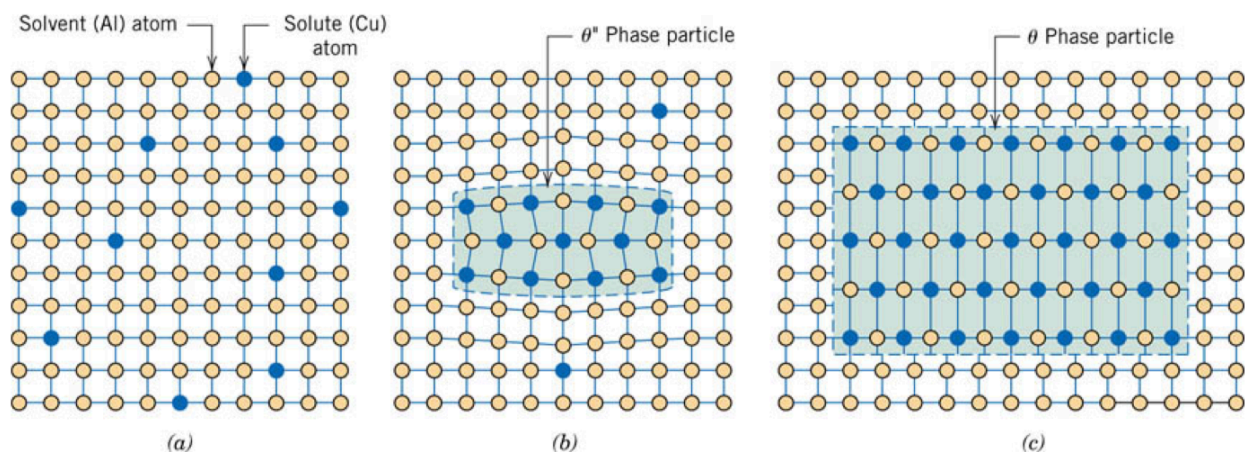 Solvent (Al) atom
Solute (Cu)
atom
θ" Phase particle
θ Phase particle
(a)
(b)
(c)